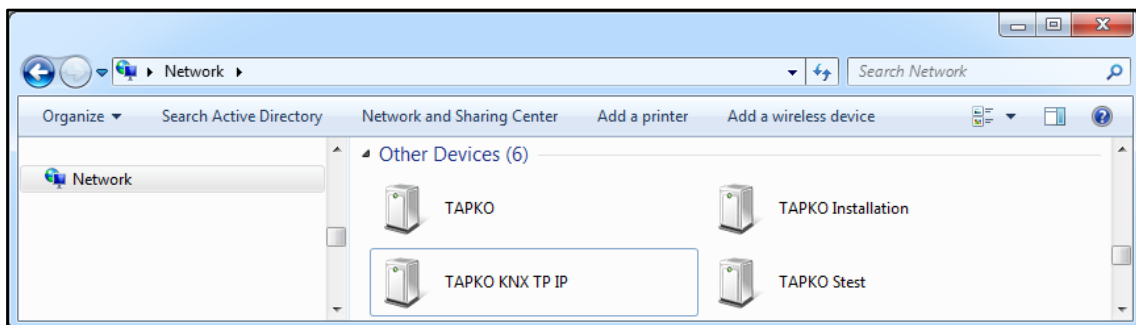 Network
Search Network
Organize Search Active Directory Network and Sharing Center Add a printer Add a wireless device
Network
Other Devices (6)
TAPKO TAPKO Installation
TAPKO KNX TP IP TAPKO Stest